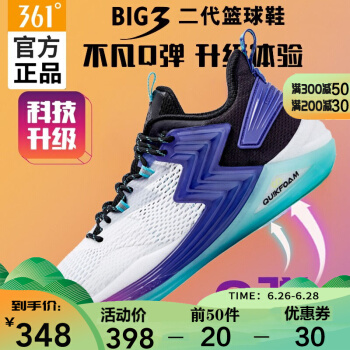 361°
官方
正品
BIG3 二代篮球鞋
不凡Q弹 升级体验
科技
升级
满300减50
满200减30
QUIKFOAM
TIME: 6.26-6.28
到手价
¥348
活动价 前50件 优惠券
398 — 20 — 30